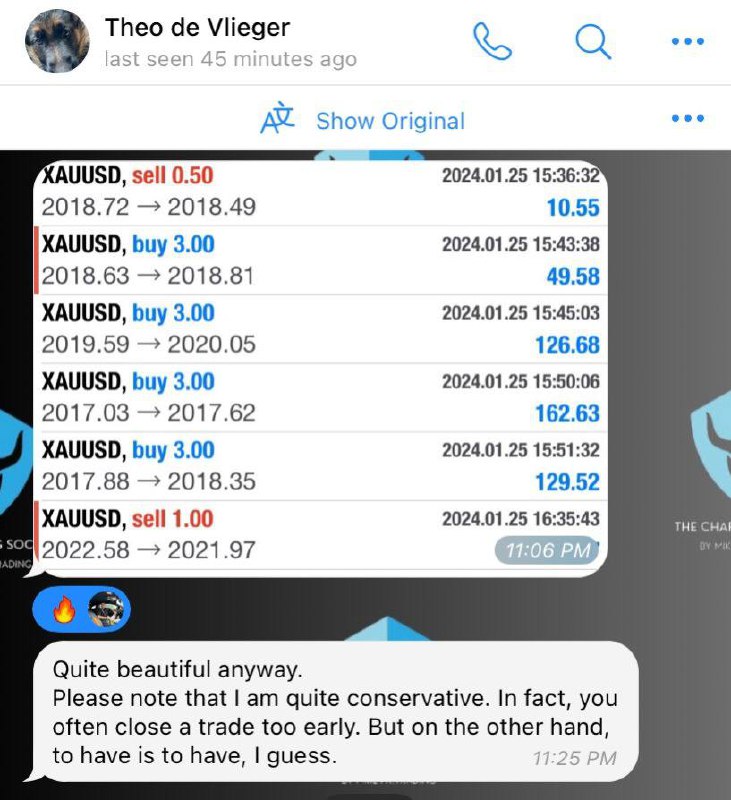 Theo de Vlieger
last seen 45 minutes ago
Show Original
XAUUSD, sell 0.50 2024.01.25 15:36:32
2018.72 → 2018.49 10.55
XAUUSD, buy 3.00 2024.01.25 15:43:38
2018.63 → 2018.81 49.58
XAUUSD, buy 3.00 2024.01.25 15:45:03
2019.59 → 2020.05 126.68
XAUUSD, buy 3.00 2024.01.25 15:50:06
2017.03 → 2017.62 162.63
XAUUSD, buy 3.00 2024.01.25 15:51:32
2017.88 → 2018.35 129.52
XAUUSD, sell 1.00 2024.01.25 16:35:43
2022.58 → 2021.97
11:06 PM
THE CHA
BY MI
SOC
RADING
Quite beautiful anyway.
Please note that I am quite conservative. In fact, you
often close a trade too early. But on the other hand,
to have is to have, I guess.
11:25 PM